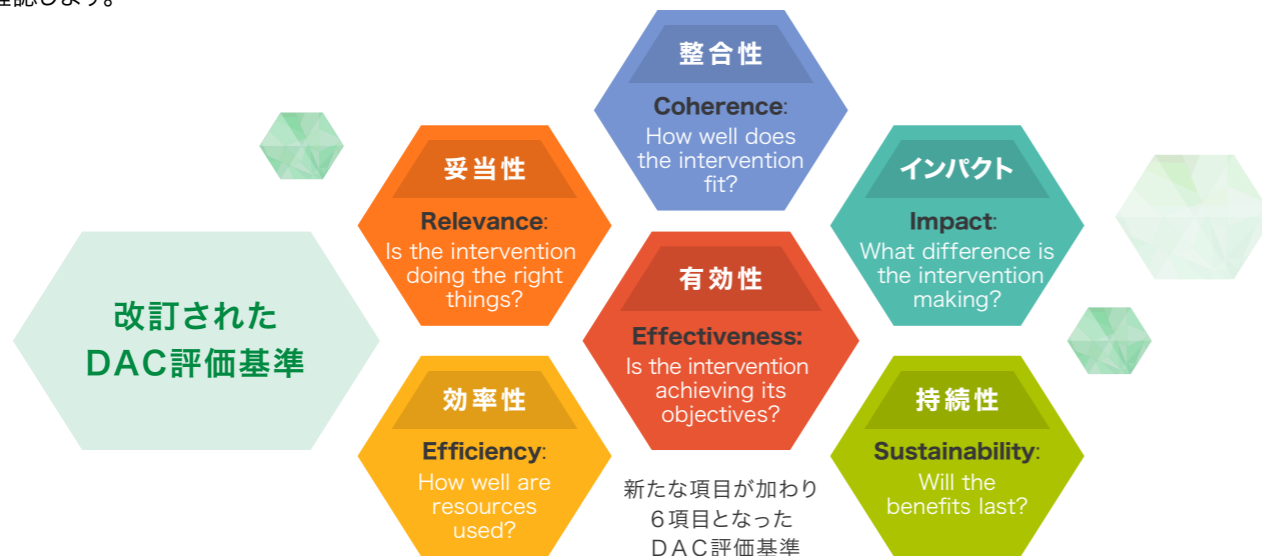 確認しよう。
整合性
Coherence:
How well does
the intervention
fit?
妥当性
Relevance:
Is the intervention
doing the right
things?
インパクト
Impact:
What difference is
the intervention
making?
改訂された
DAC評価基準
有効性
Effectiveness:
Is the intervention
achieving its
objectives?
効率性
Efficiency:
How well are
resources
used?
持続性
Sustainability:
Will the
benefits last?
新たな項目が加わり
6項目となった
DAC評価基準